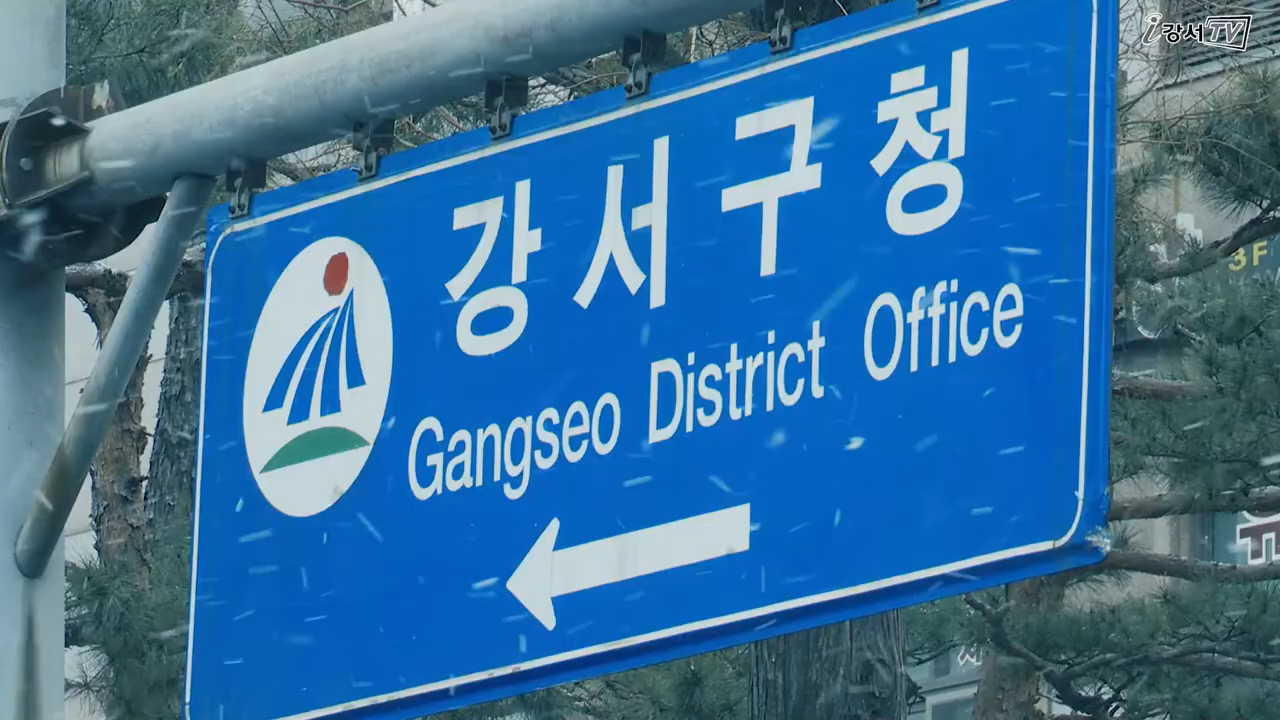 i강서TV
강서구청
Gangseo District Office
3F